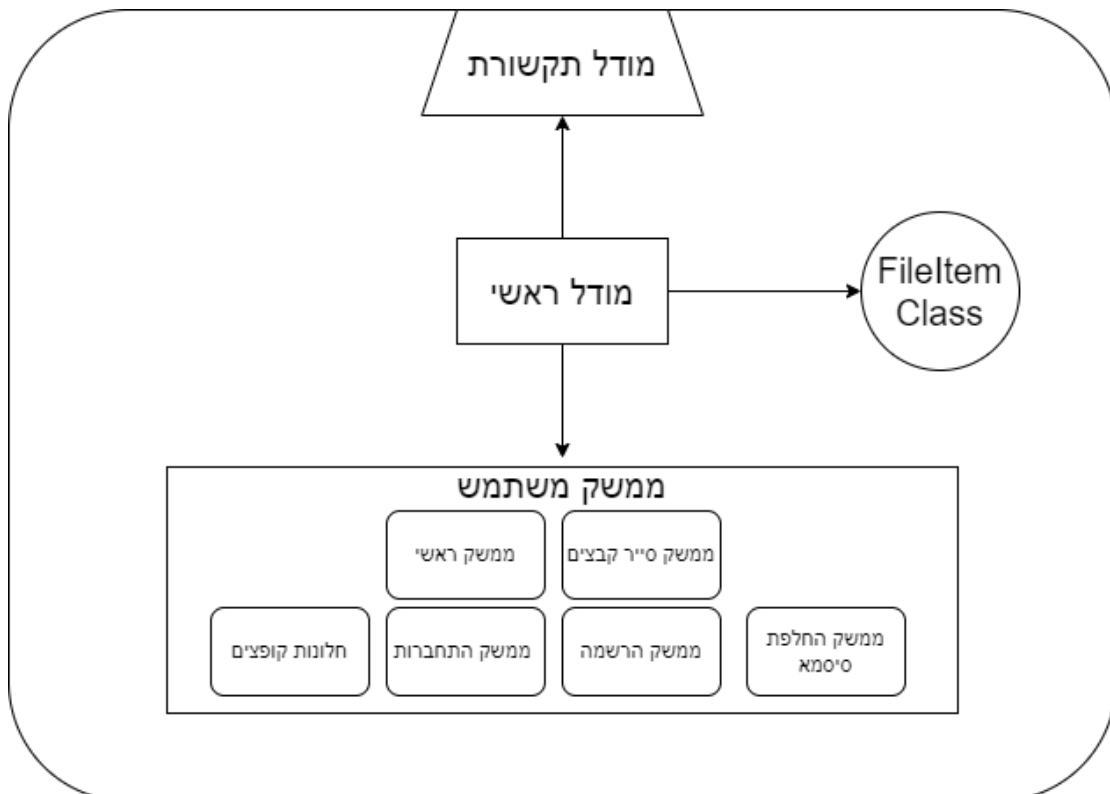 מודל תקשורת
FileItem
Class
מודל ראשי
ממשק משתמש
ממשק סייר קבצים
ממשק ראשי
ממשק החלפת
סיסמא
ממשק הרשמה
ממשק התחברות
חלונות קופצים